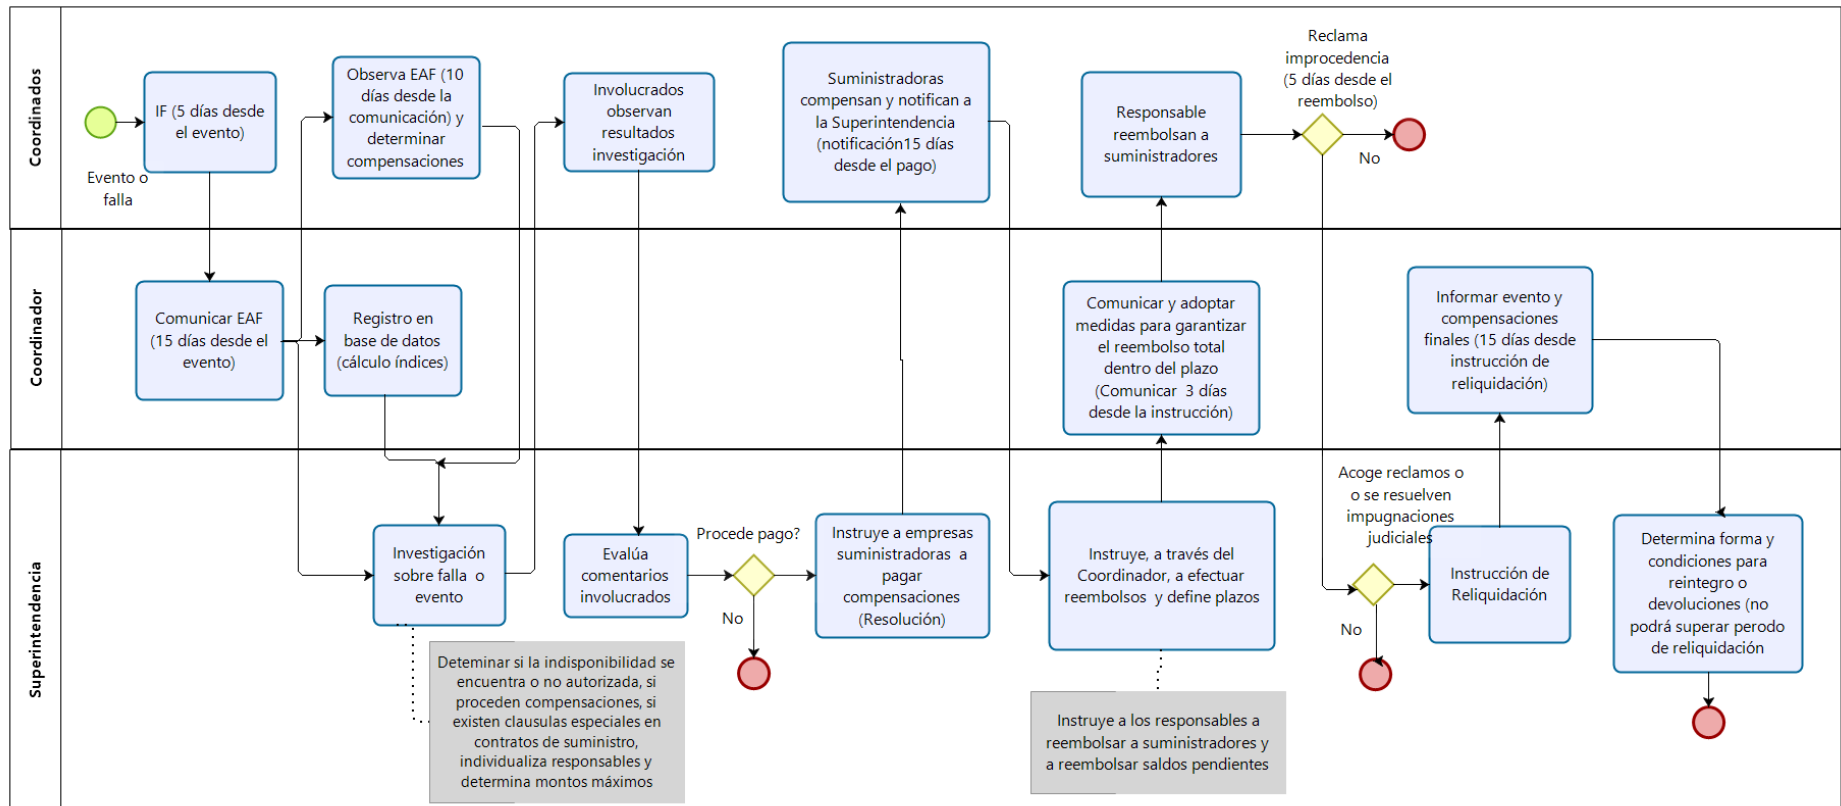 Coordinados
Evento o
falla
IF (5 días desde
el evento)
Observa EAF (10
días desde la
comunicación) y
determinar
compensaciones
Involucrados
observan
resultados
investigación
Suministradoras
compensan y notifican a
la Superintendencia
(notificación15 días
desde el pago)
Responsable
reembolsan a
suministradores
Reclama
improcedencia
(5 días desde el
reembolso)
No
Coordinador
Comunicar EAF
(15 días desde el
evento)
Registro en
base de datos
(cálculo índices)
Comunicar y adoptar
medidas para garantizar
el reembolso total
dentro del plazo
(Comunicar 3 días
desde la instrucción)
Informar evento y
compensaciones
finales (15 días desde
instrucción de
reliquidación)
Superintendencia
Investigación
sobre falla o
evento
Evalúa
comentarios
involucrados
Procede pago?
No
Instruye a empresas
suministradoras a
pagar
compensaciones
(Resolución)
Instruye, a través del
Coordinador, a efectuar
reembolsos y define plazos
Acoge reclamos o
o se resuelven
impugnaciones
judiciales
No
Instrucción de
Reliquidación
Determina forma y
condiciones para
reintegro o
devoluciones (no
podrá superar perodo
de reliquidación
Deteminar si la indisponibilidad se
encuentra o no autorizada, si
proceden compensaciones, si
existen clausulas especiales en
contratos de suministro,
individualiza responsables y
determina montos máximos
Instruye a los responsables a
reembolsar a suministradores y
a reembolsar saldos pendientes